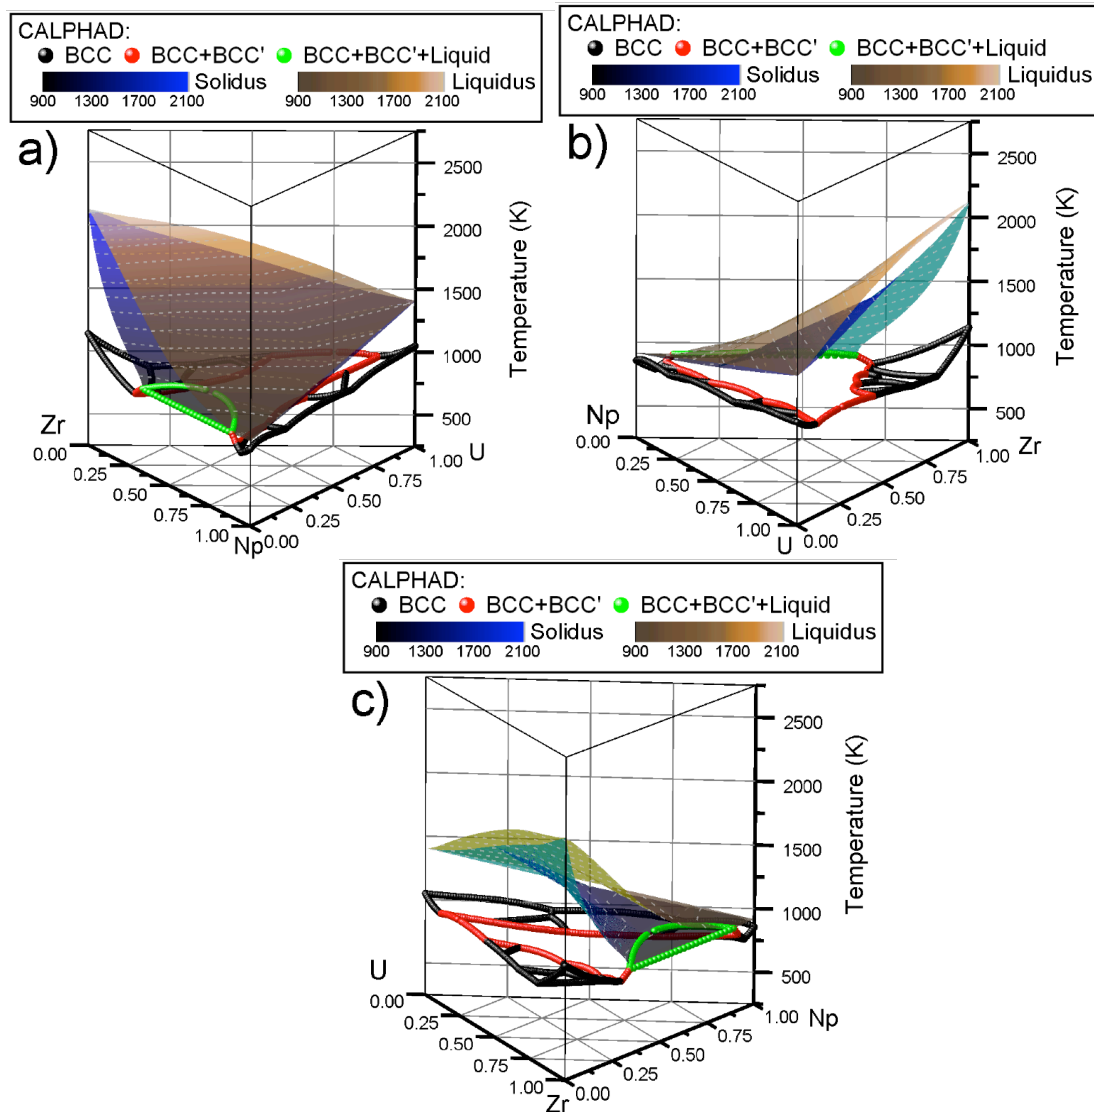 CALPHAD:
BCC BCC+BCC' BCC+BCC'+Liquid
Solidus Liquidus
900 1300 1700 2100 900 1300 1700 2100
a)
2500
2000
1500
1000
500
Temperature (K)
Zr
0.00
0.25
0.50
0.75
1.00
Np
0.00
0.25
0.50
0.75
1.00
U
CALPHAD:
BCC BCC+BCC' BCC+BCC'+Liquid
Solidus Liquidus
900 1300 1700 2100 900 1300 1700 2100
b)
2500
2000
1500
1000
500
Temperature (K)
Np
0.00
0.25
0.50
0.75
1.00
U
0.00
0.25
0.50
0.75
1.00
Zr
CALPHAD:
BCC BCC+BCC' BCC+BCC'+Liquid
Solidus Liquidus
900 1300 1700 2100 900 1300 1700 2100
c)
2500
2000
1500
1000
500
Temperature (K)
U
0.00
0.25
0.50
0.75
1.00
Zr
0.00
0.25
0.50
0.75
1.00
Np